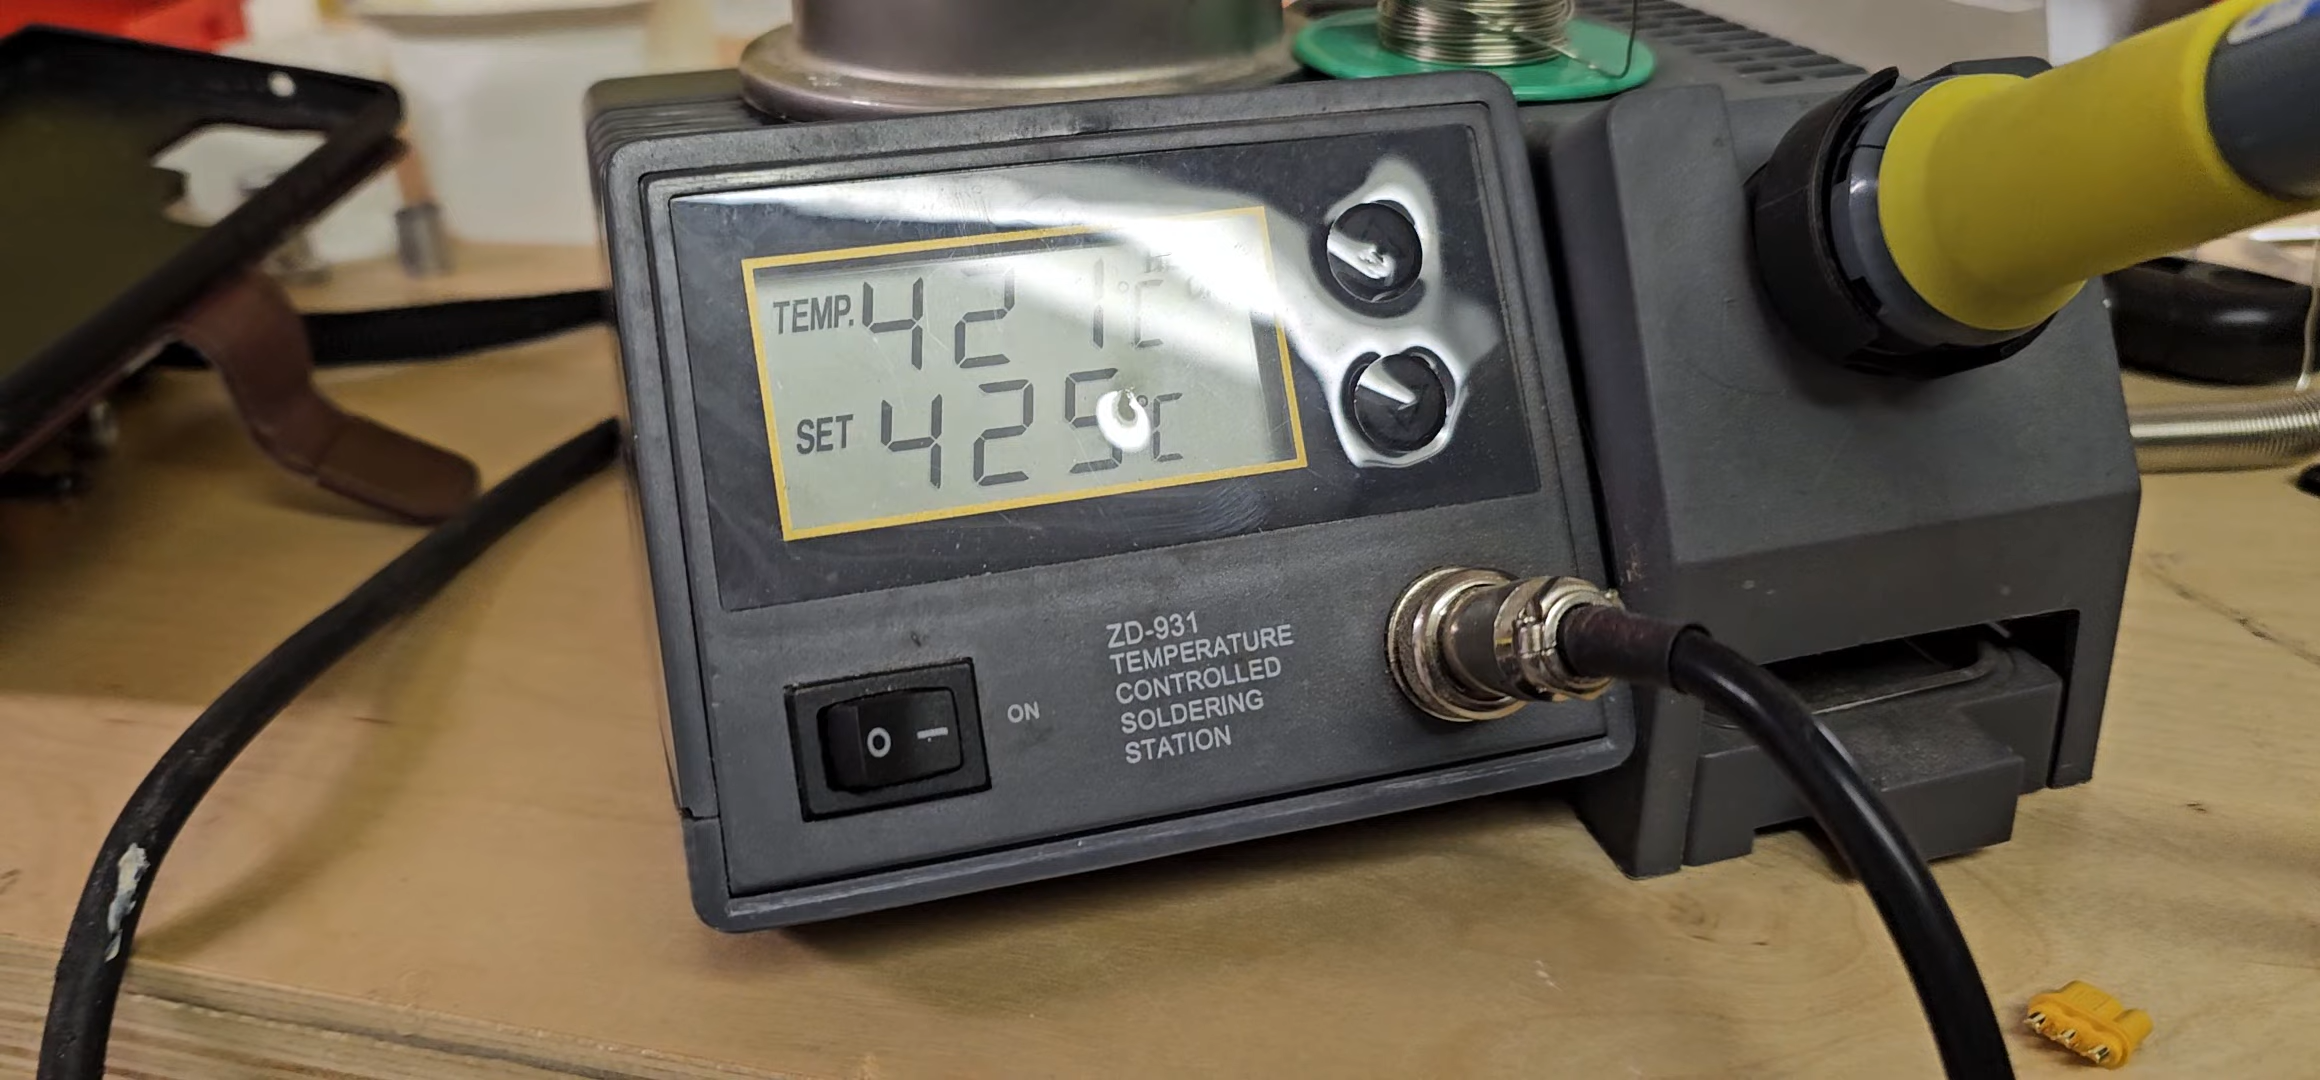 TEMP. 421°C
SET 425°C
ZD-931
TEMPERATURE
CONTROLLED
SOLDERING
STATION
O – ON